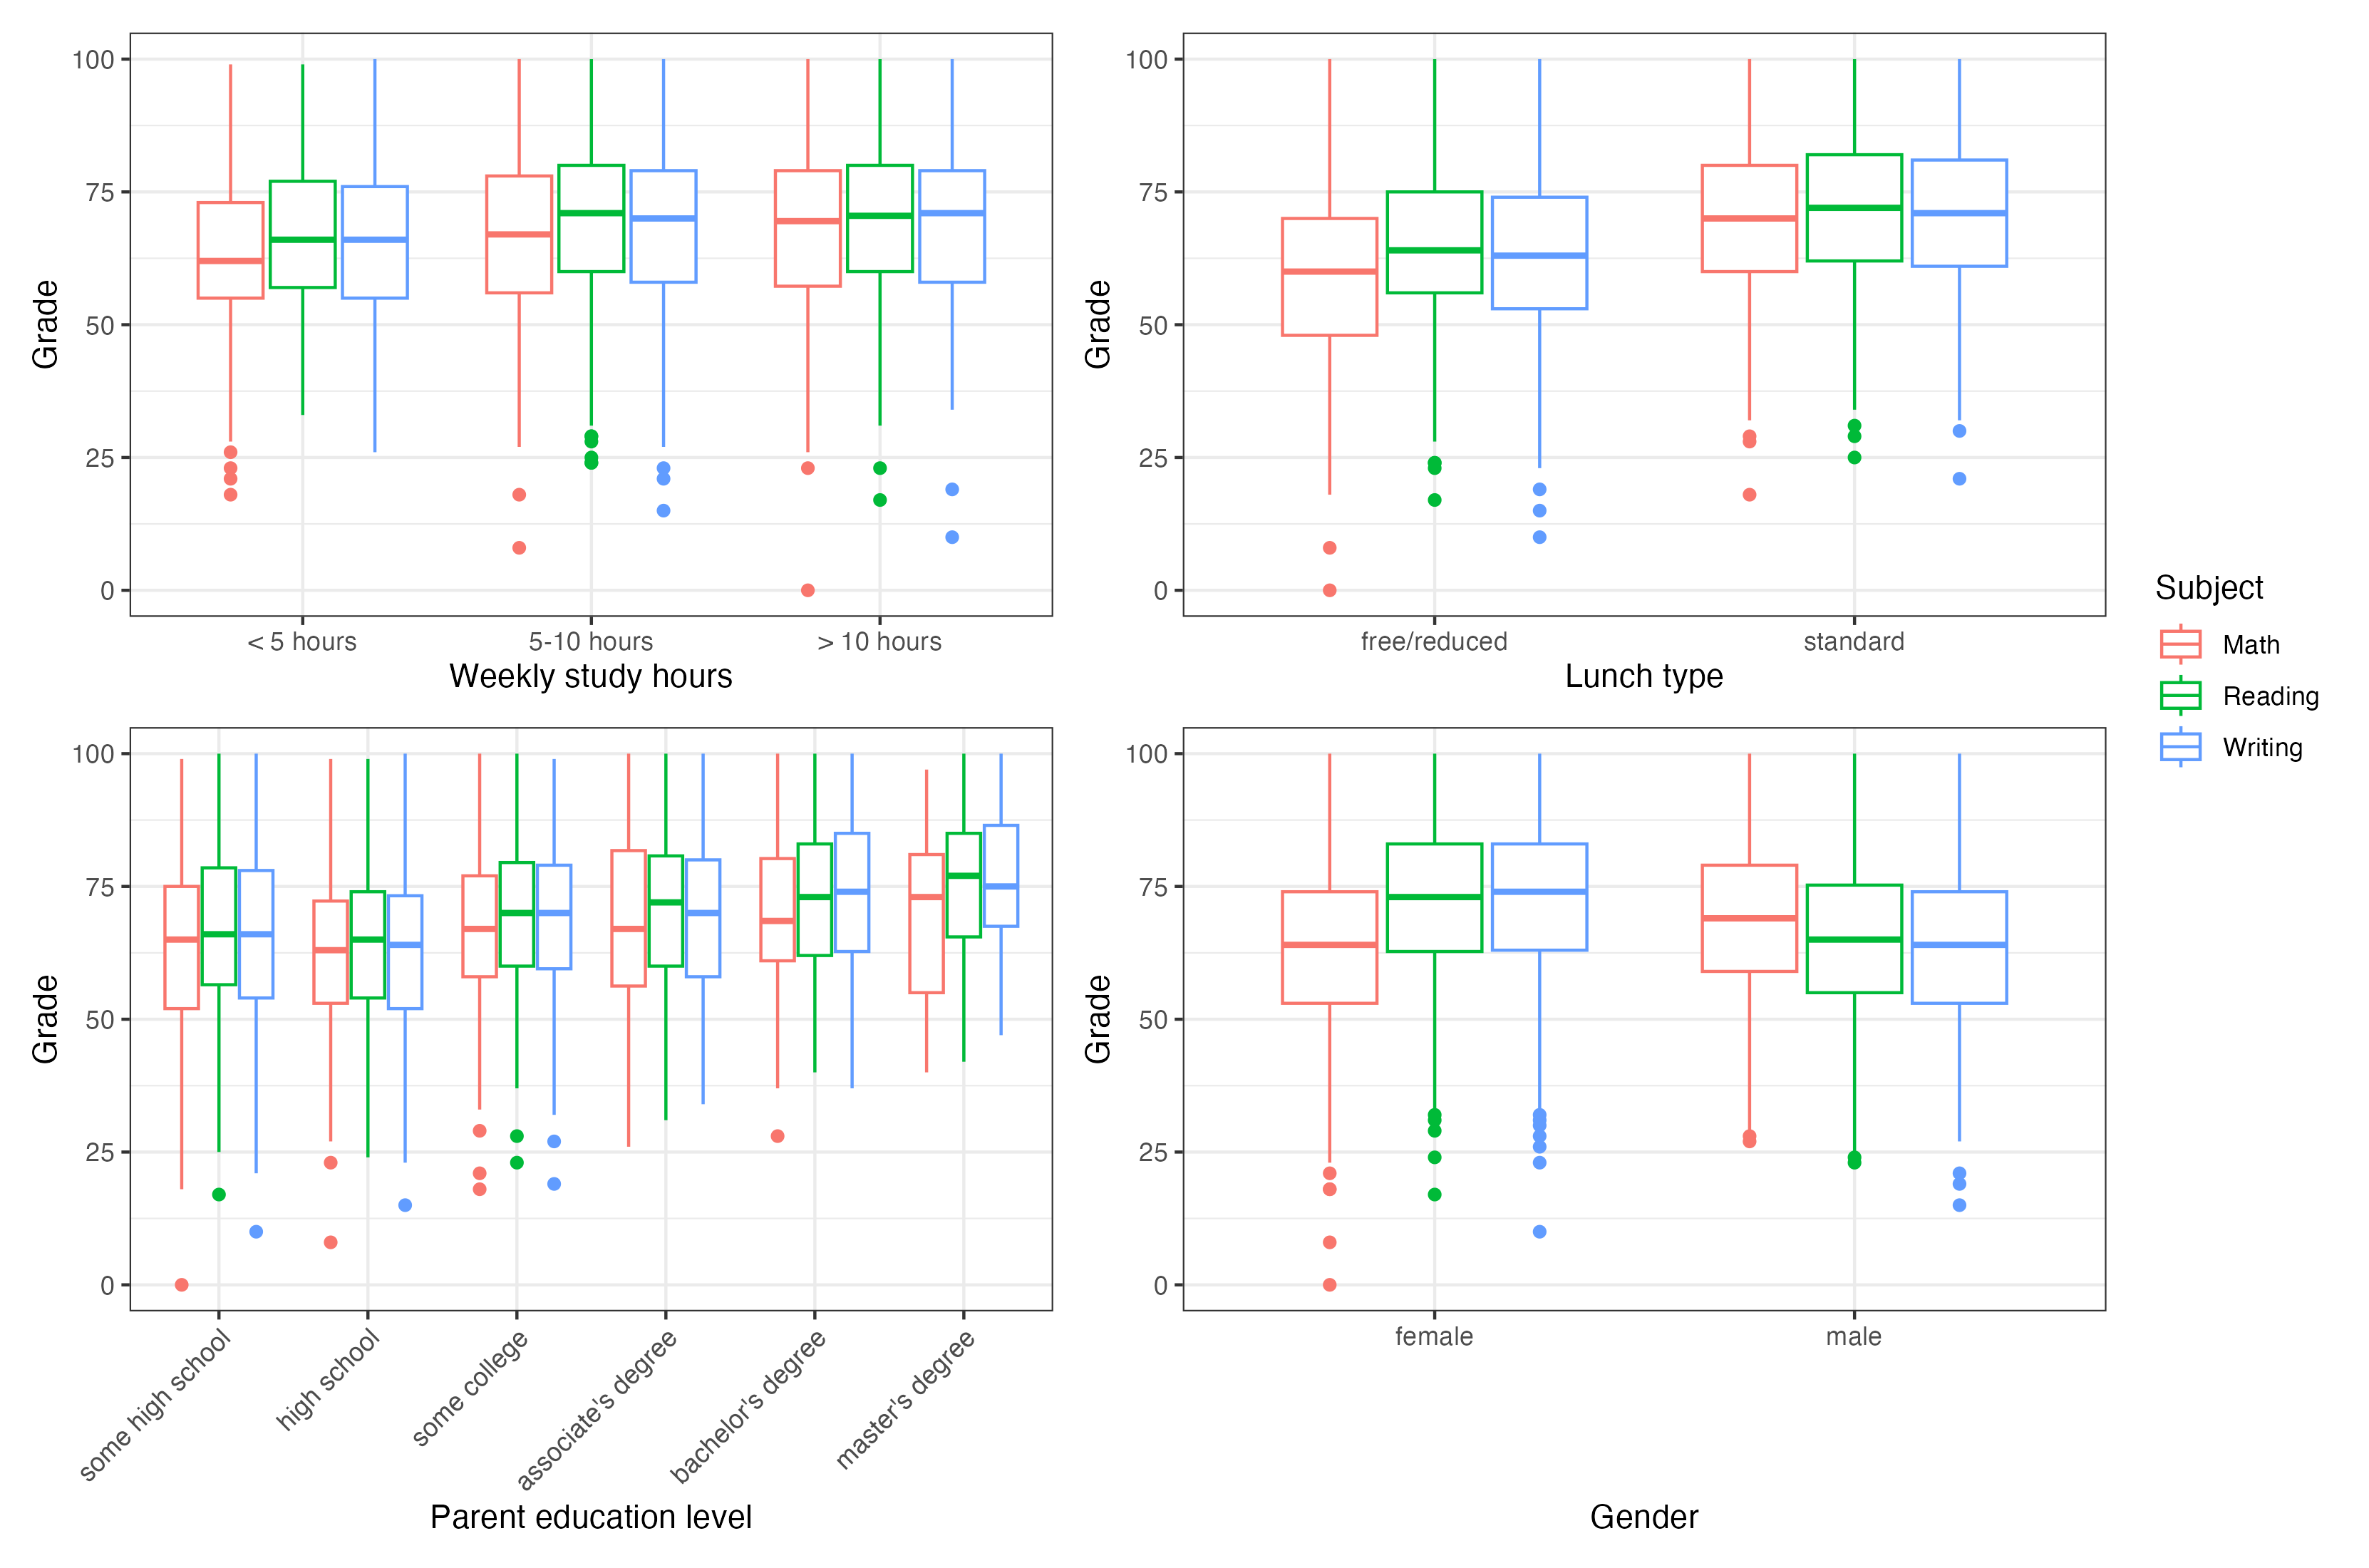 100
75
50
25
0
Grade
< 5 hours
5-10 hours
> 10 hours
Weekly study hours
100
75
50
25
0
Grade
free/reduced
standard
Lunch type
Subject
Math
Reading
Writing
100
75
50
25
0
Grade
some high school
high school
some college
associate's degree
bachelor's degree
master's degree
Parent education level
100
75
50
25
0
Grade
female
male
Gender